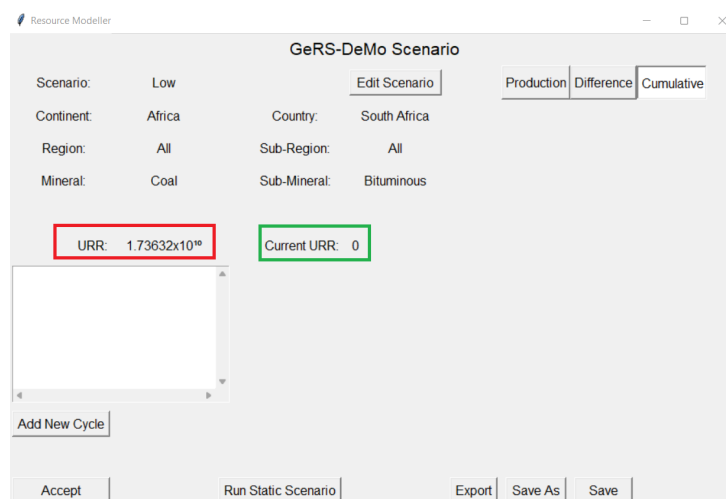 Resource Modeller
GeRS-DeMo Scenario
Scenario: Low Edit Scenario Production Difference Cumulative
Continent: Africa Country: South Africa
Region: All Sub-Region: All
Mineral: Coal Sub-Mineral: Bituminous
URR: 1.73632x10¹⁰ Current URR: 0
Add New Cycle
Accept Run Static Scenario Export Save As Save